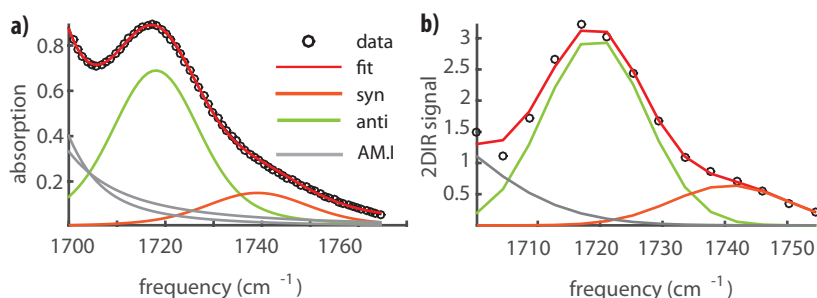 a)
absorption
0.8
0.6
0.4
0.2
1700
1720
1740
1760
frequency (cm -1)
data
fit
syn
anti
AM.I
b)
2DIR signal
3
2.5
2
1.5
1
0.5
1710
1720
1730
1740
1750
frequency (cm -1)